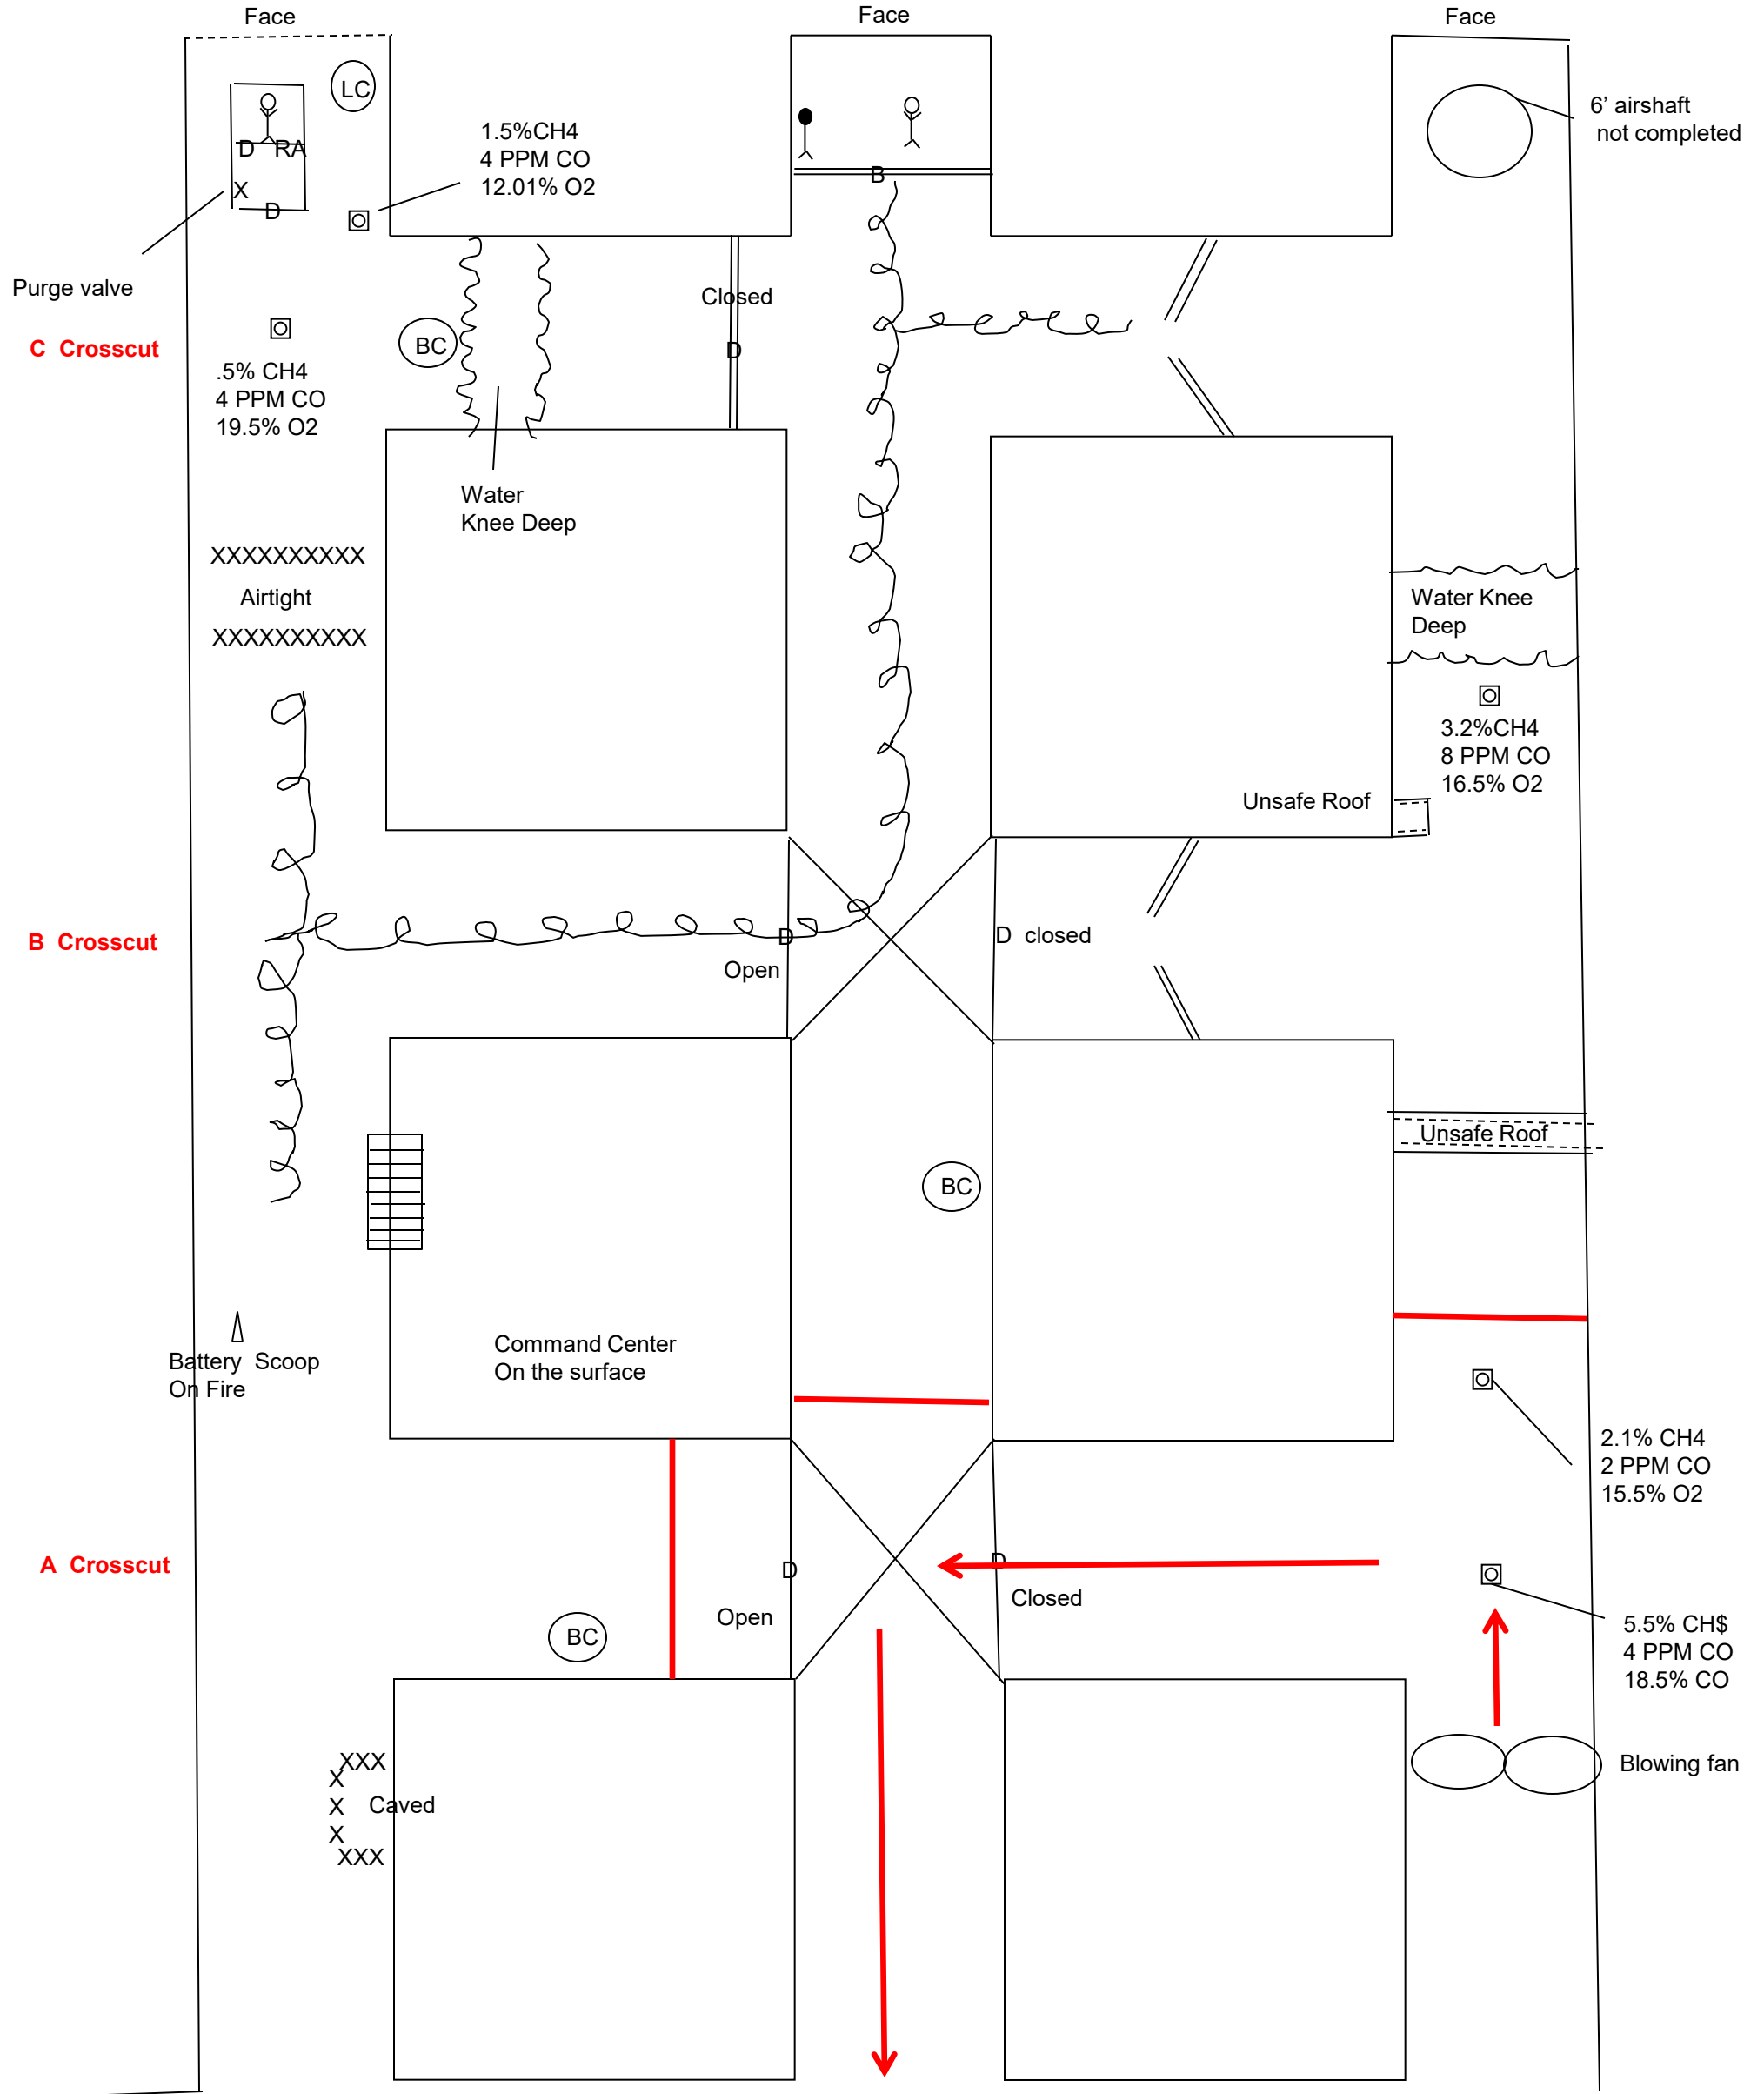 Face
Face
Face
LC
6’ airshaft
not completed
1.5%CH4
4 PPM CO
12.01% O2
D RA
X
D
B
Purge valve
Closed
C Crosscut
BC
D
.5% CH4
4 PPM CO
19.5% O2
Water
Knee Deep
XXXXXXXXXX
Airtight
XXXXXXXXXX
Water Knee
Deep
3.2%CH4
8 PPM CO
16.5% O2
Unsafe Roof
B Crosscut
D
Open
D closed
Unsafe Roof
BC
Command Center
On the surface
Battery Scoop
On Fire
2.1% CH4
2 PPM CO
15.5% O2
A Crosscut
D
Open
D
Closed
BC
5.5% CH$
4 PPM CO
18.5% CO
XXX
X
X Caved
X
XXX
Blowing fan